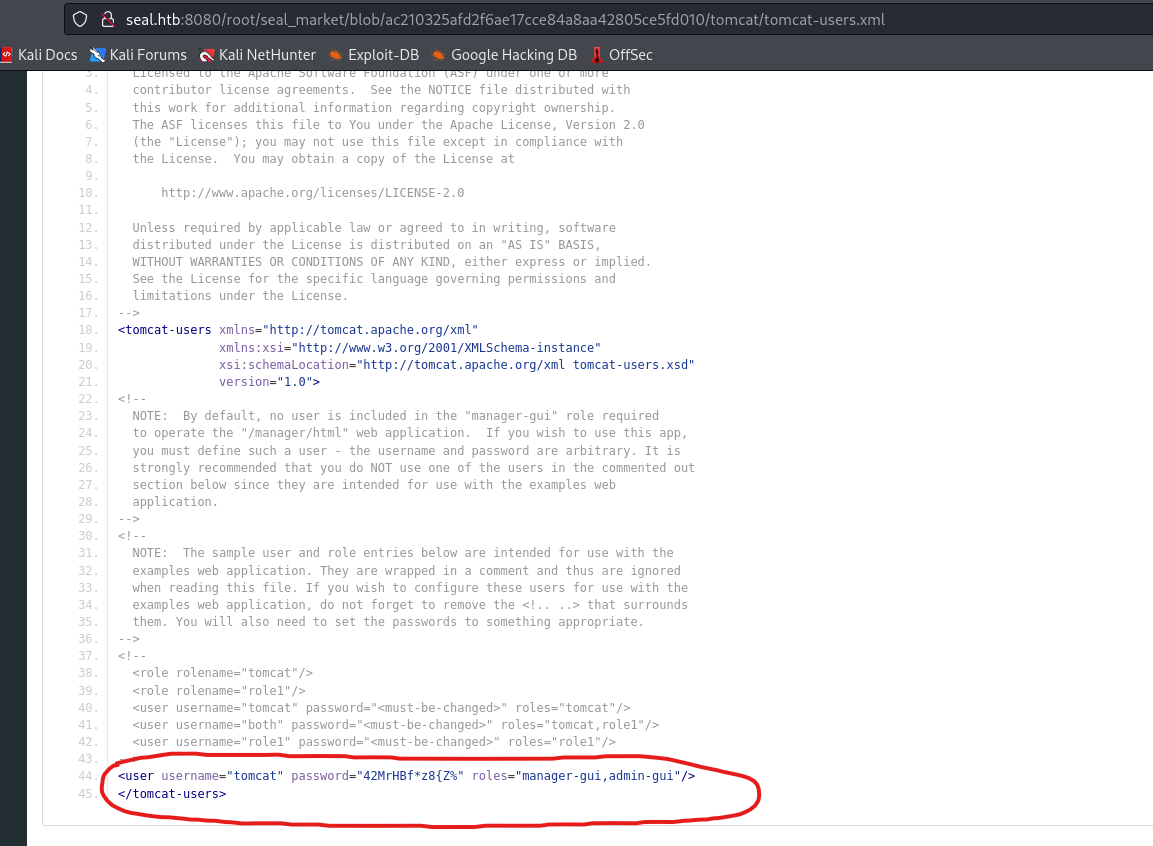 seal.htb:8080/root/seal_market/blob/ac210325afd2f6ae17cce84a8aa42805ce5fd010/tomcat/tomcat-users.xml
Kali Docs Kali Forums Kali NetHunter Exploit-DB Google Hacking DB OffSec
3. Licensed to the Apache Software Foundation (ASF) under one or more
4. contributor license agreements.  See the NOTICE file distributed with
5. this work for additional information regarding copyright ownership.
6. The ASF licenses this file to You under the Apache License, Version 2.0
7. (the "License"); you may not use this file except in compliance with
8. the License.  You may obtain a copy of the License at
9.
10. http://www.apache.org/licenses/LICENSE-2.0
11.
12. Unless required by applicable law or agreed to in writing, software
13. distributed under the License is distributed on an "AS IS" BASIS,
14. WITHOUT WARRANTIES OR CONDITIONS OF ANY KIND, either express or implied.
15. See the License for the specific language governing permissions and
16. limitations under the License.
17. -->
18. <tomcat-users xmlns="http://tomcat.apache.org/xml"
19. xmlns:xsi="http://www.w3.org/2001/XMLSchema-instance"
20. xsi:schemaLocation="http://tomcat.apache.org/xml tomcat-users.xsd"
21. version="1.0">
22. <!--
23. NOTE:  By default, no user is included in the "manager-gui" role required
24. to operate the "/manager/html" web application.  If you wish to use this app,
25. you must define such a user - the username and password are arbitrary. It is
26. strongly recommended that you do NOT use one of the users in the commented out
27. section below since they are intended for use with the examples web
28. application.
29. -->
30. <!--
31. NOTE:  The sample user and role entries below are intended for use with the
32. examples web application. They are wrapped in a comment and thus are ignored
33. when reading this file. If you wish to configure these users for use with the
34. examples web application, do not forget to remove the <!.. ..> that surrounds
35. them. You will also need to set the passwords to something appropriate.
36. -->
37. <!--
38. <role rolename="tomcat"/>
39. <role rolename="role1"/>
40. <user username="tomcat" password="<must-be-changed>" roles="tomcat"/>
41. <user username="both" password="<must-be-changed>" roles="tomcat,role1"/>
42. <user username="role1" password="<must-be-changed>" roles="role1"/>
43.
44. <user username="tomcat" password="42MrHBf*z8{Z%" roles="manager-gui,admin-gui"/>
45. </tomcat-users>